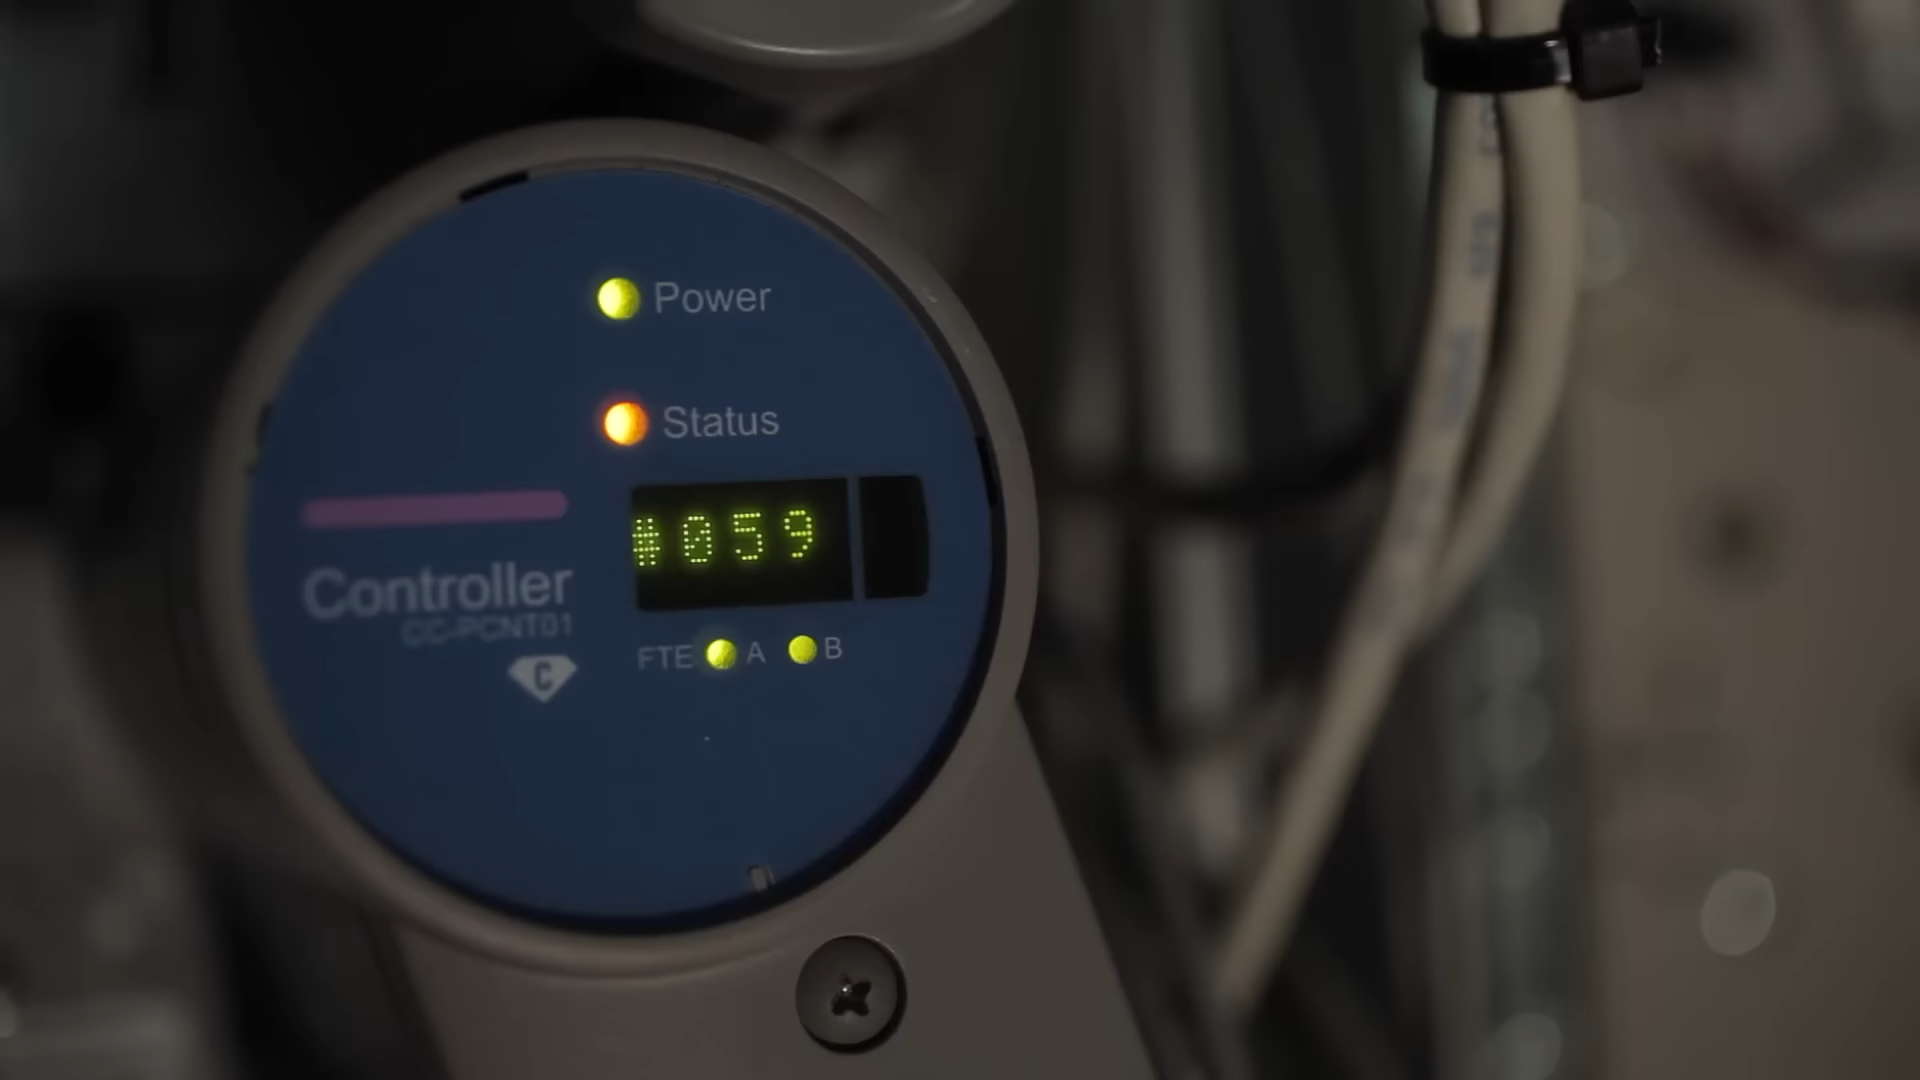 Power
Status
#059
Controller
CC-PCNT01
C
FTE A B